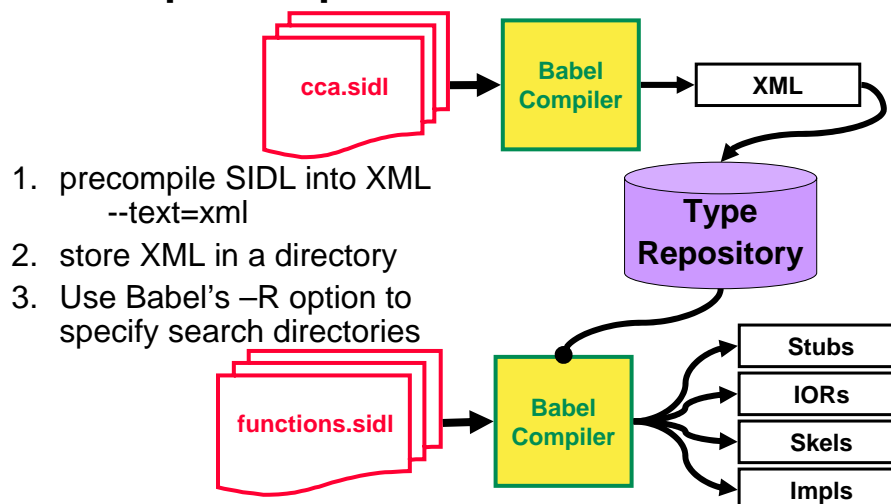 cca.sidl
Babel
Compiler
XML
1. precompile SIDL into XML
--text=xml
2. store XML in a directory
3. Use Babel's –R option to
specify search directories
Type
Repository
functions.sidl
Babel
Compiler
Stubs
IORs
Skels
Impls